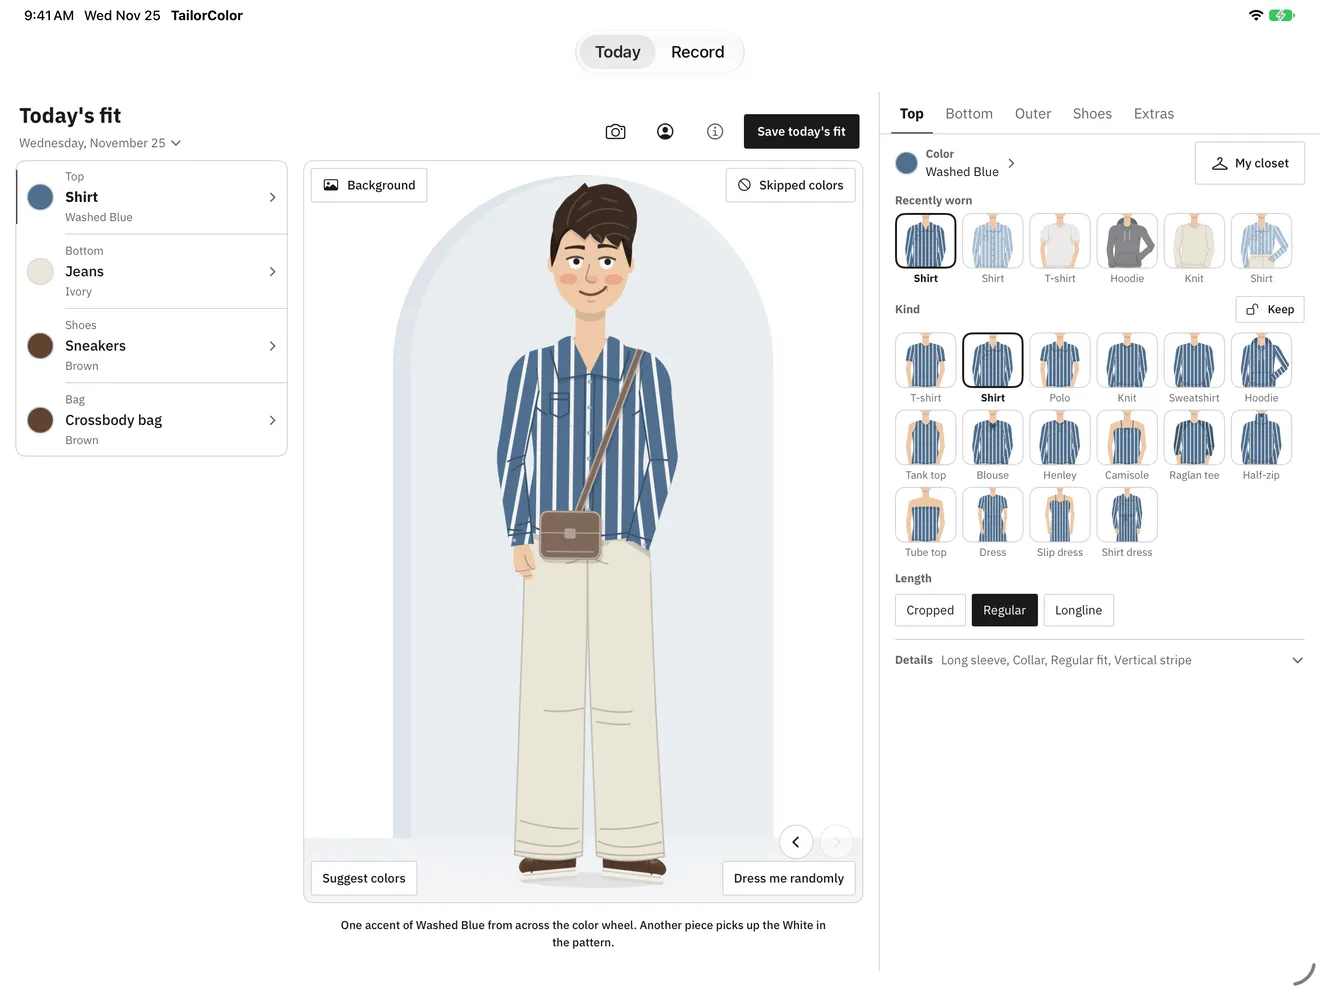 9:41 AM Wed Nov 25 TailorColor
Today Record
Today's fit
Wednesday, November 25
Save today's fit
Top
Shirt
Washed Blue
Bottom
Jeans
Ivory
Shoes
Sneakers
Brown
Bag
Crossbody bag
Brown
Background
Skipped colors
Suggest colors
Dress me randomly
One accent of Washed Blue from across the color wheel. Another piece picks up the White in
the pattern.
Top Bottom Outer Shoes Extras
Color
Washed Blue
My closet
Recently worn
Shirt Shirt T-shirt Hoodie Knit Shirt
Kind
Keep
T-shirt Shirt Polo Knit Sweatshirt Hoodie
Tank top Blouse Henley Camisole Raglan tee Half-zip
Tube top Dress Slip dress Shirt dress
Length
Cropped Regular Longline
Details Long sleeve, Collar, Regular fit, Vertical stripe